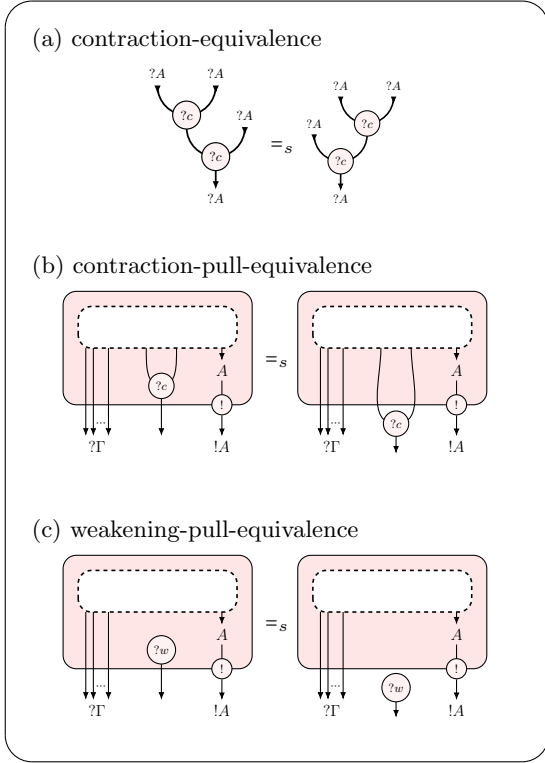 (a) contraction-equivalence
?A ?A ?A ?A
?c ?A ?A ?c
?c =s ?c
?A ?A
(b) contraction-pull-equivalence
A =s A
?c ! !
... ... ?c
?Γ !A ?Γ !A
(c) weakening-pull-equivalence
=s
?w A A
! !
... ... ?w
?Γ !A ?Γ !A